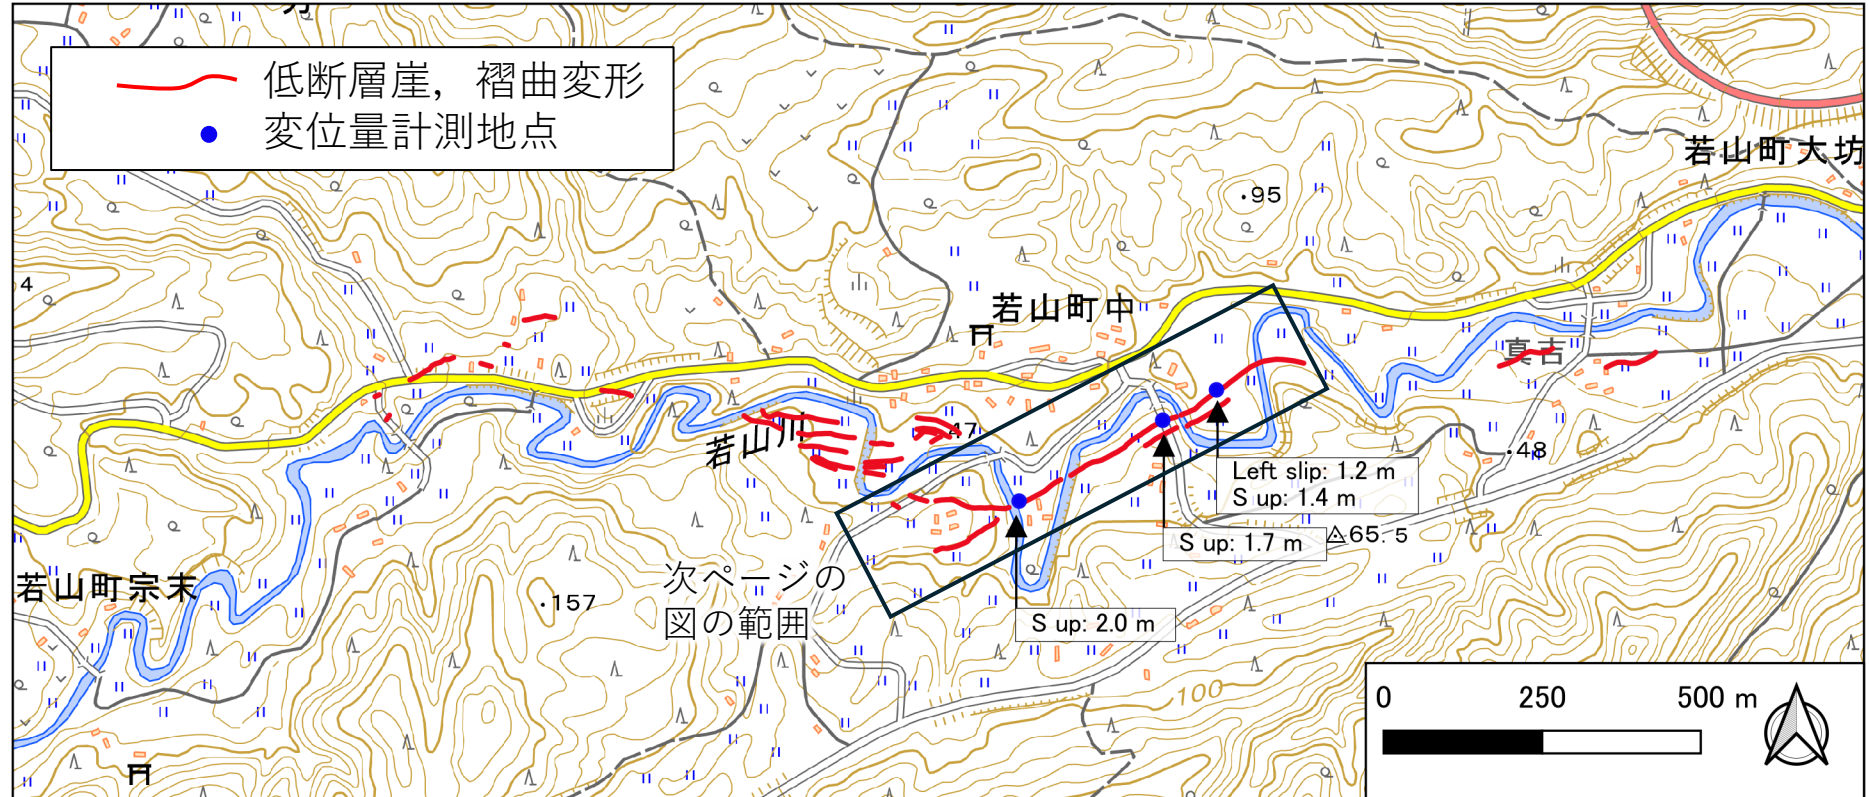 低断層崖，褶曲変形
変位量計測地点
若山町大坊
95
4
若山町中
真古
若山川
47
48
Left slip: 1.2 m
S up: 1.4 m
S up: 1.7 m
65.5
若山町宗末
157
次ページの
図の範囲
S up: 2.0 m
100
0 250 500 m